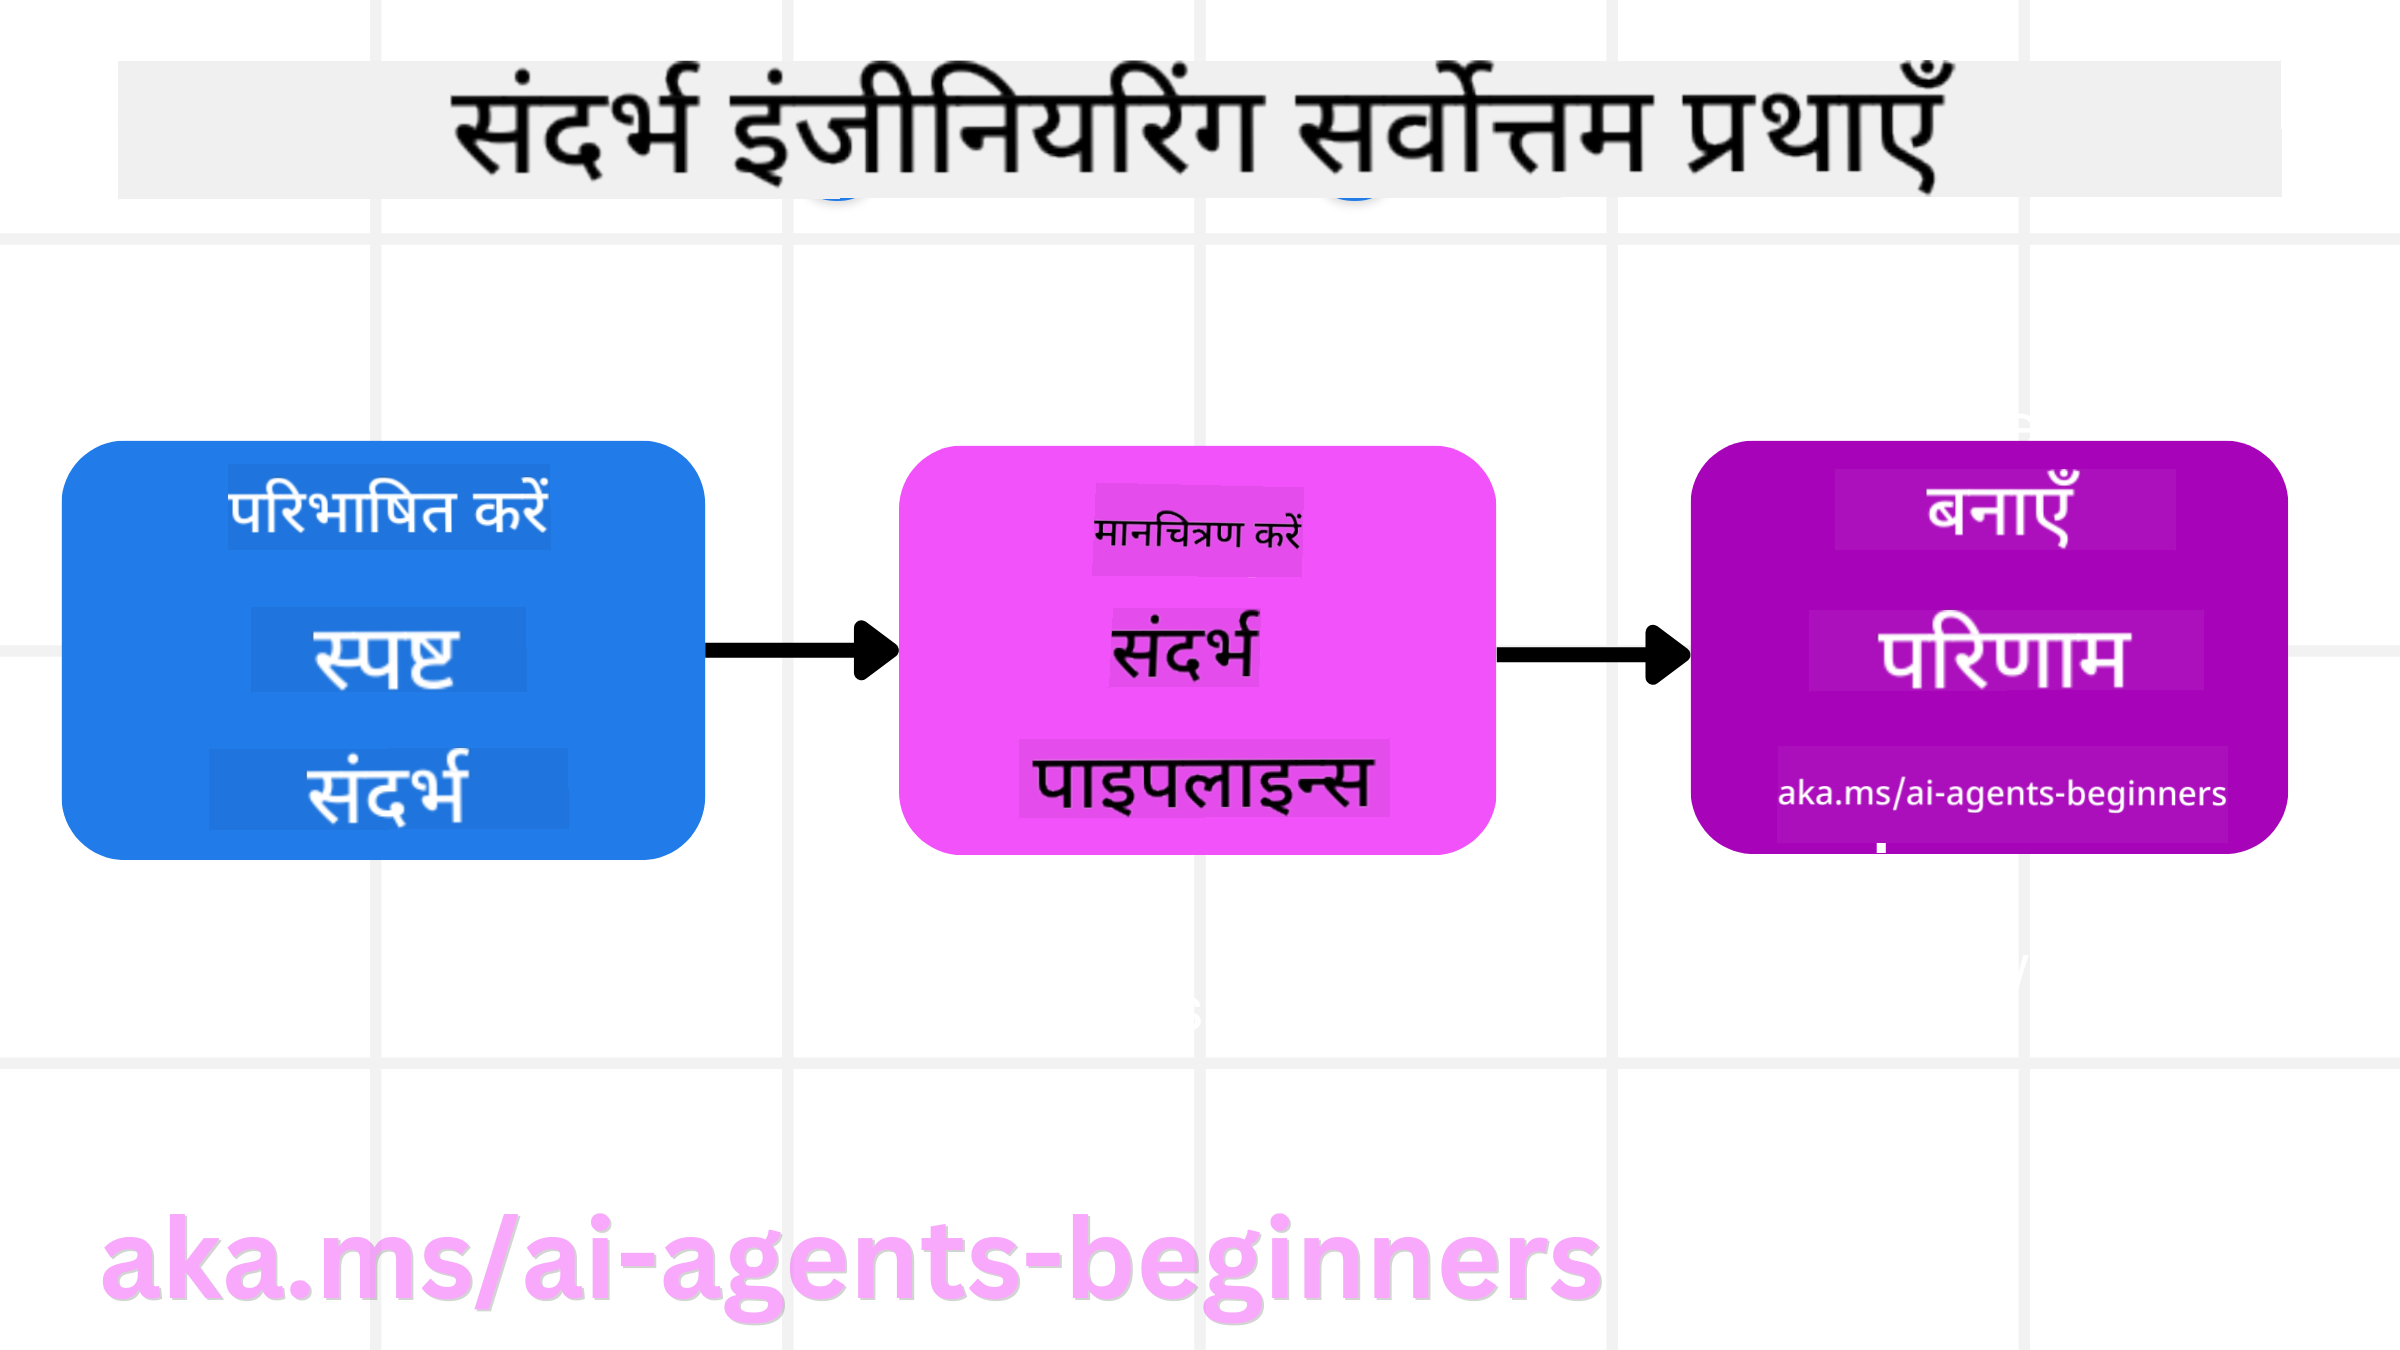 संदर्भ इंजीनियरिंग सर्वोत्तम प्रथाएँ
परिभाषित करें
स्पष्ट
संदर्भ
मानचित्रण करें
संदर्भ
पाइपलाइन्स
बनाएँ
परिणाम
aka.ms/ai-agents-beginners
aka.ms/ai-agents-beginners